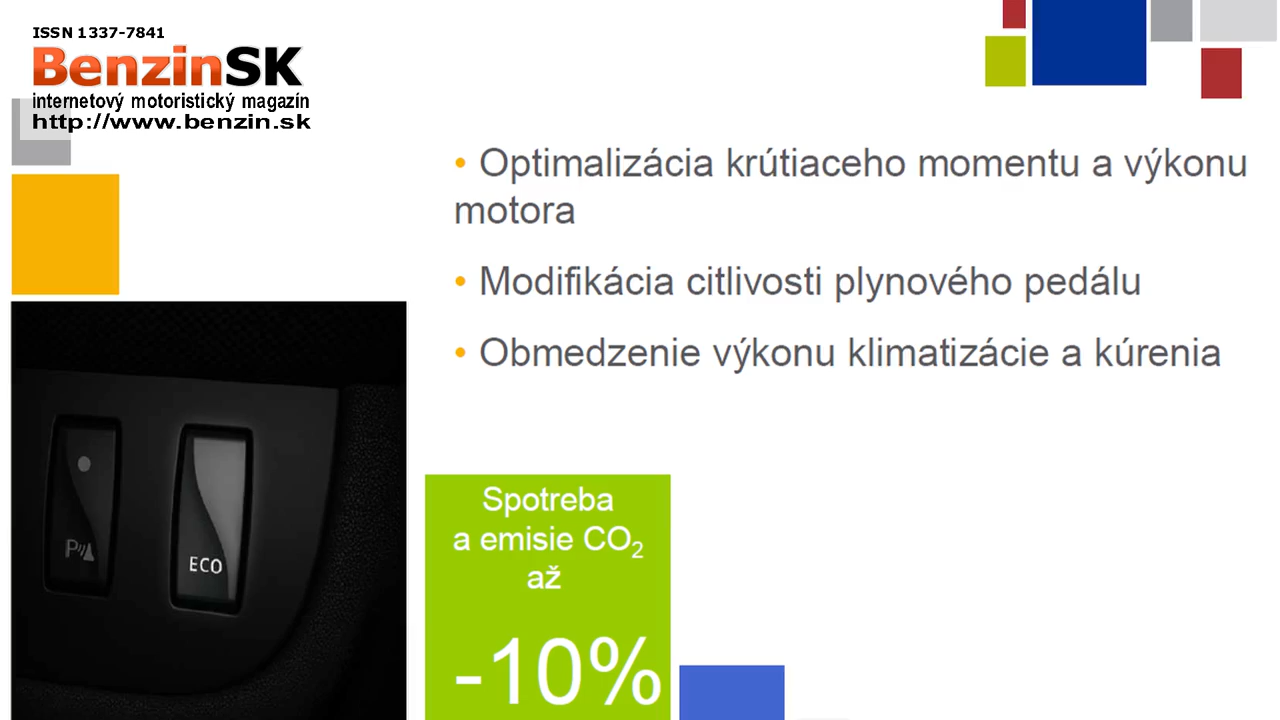 ISSN 1337-7841
BenzinSK
internetový motoristický magazín
http://www.benzin.sk
• Optimalizácia krútiaceho momentu a výkonu
motora
• Modifikácia citlivosti plynového pedálu
• Obmedzenie výkonu klimatizácie a kúrenia
P
ECO
Spotreba
a emisie CO₂
až
-10%